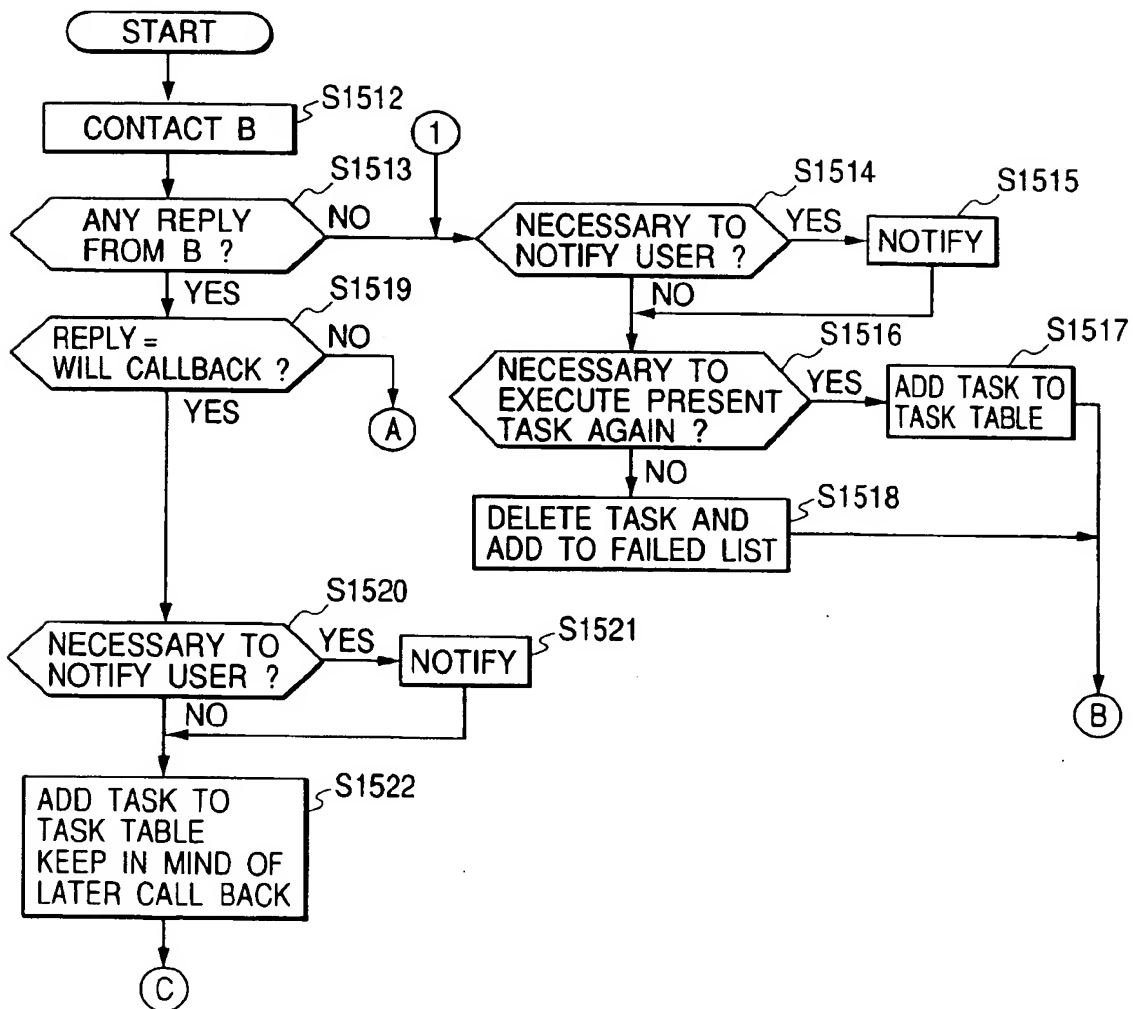 START
S1512
CONTACT B
1
S1513
ANY REPLY
FROM B ?
NO
S1514
NECESSARY TO
NOTIFY USER ?
YES
S1515
NOTIFY
YES
NO
S1519
REPLY =
WILL CALLBACK ?
NO
A
YES
S1516
NECESSARY TO
EXECUTE PRESENT
TASK AGAIN ?
YES
S1517
ADD TASK TO
TASK TABLE
NO
S1518
DELETE TASK AND
ADD TO FAILED LIST
B
S1520
NECESSARY TO
NOTIFY USER ?
YES
S1521
NOTIFY
NO
S1522
ADD TASK TO
TASK TABLE
KEEP IN MIND OF
LATER CALL BACK
C